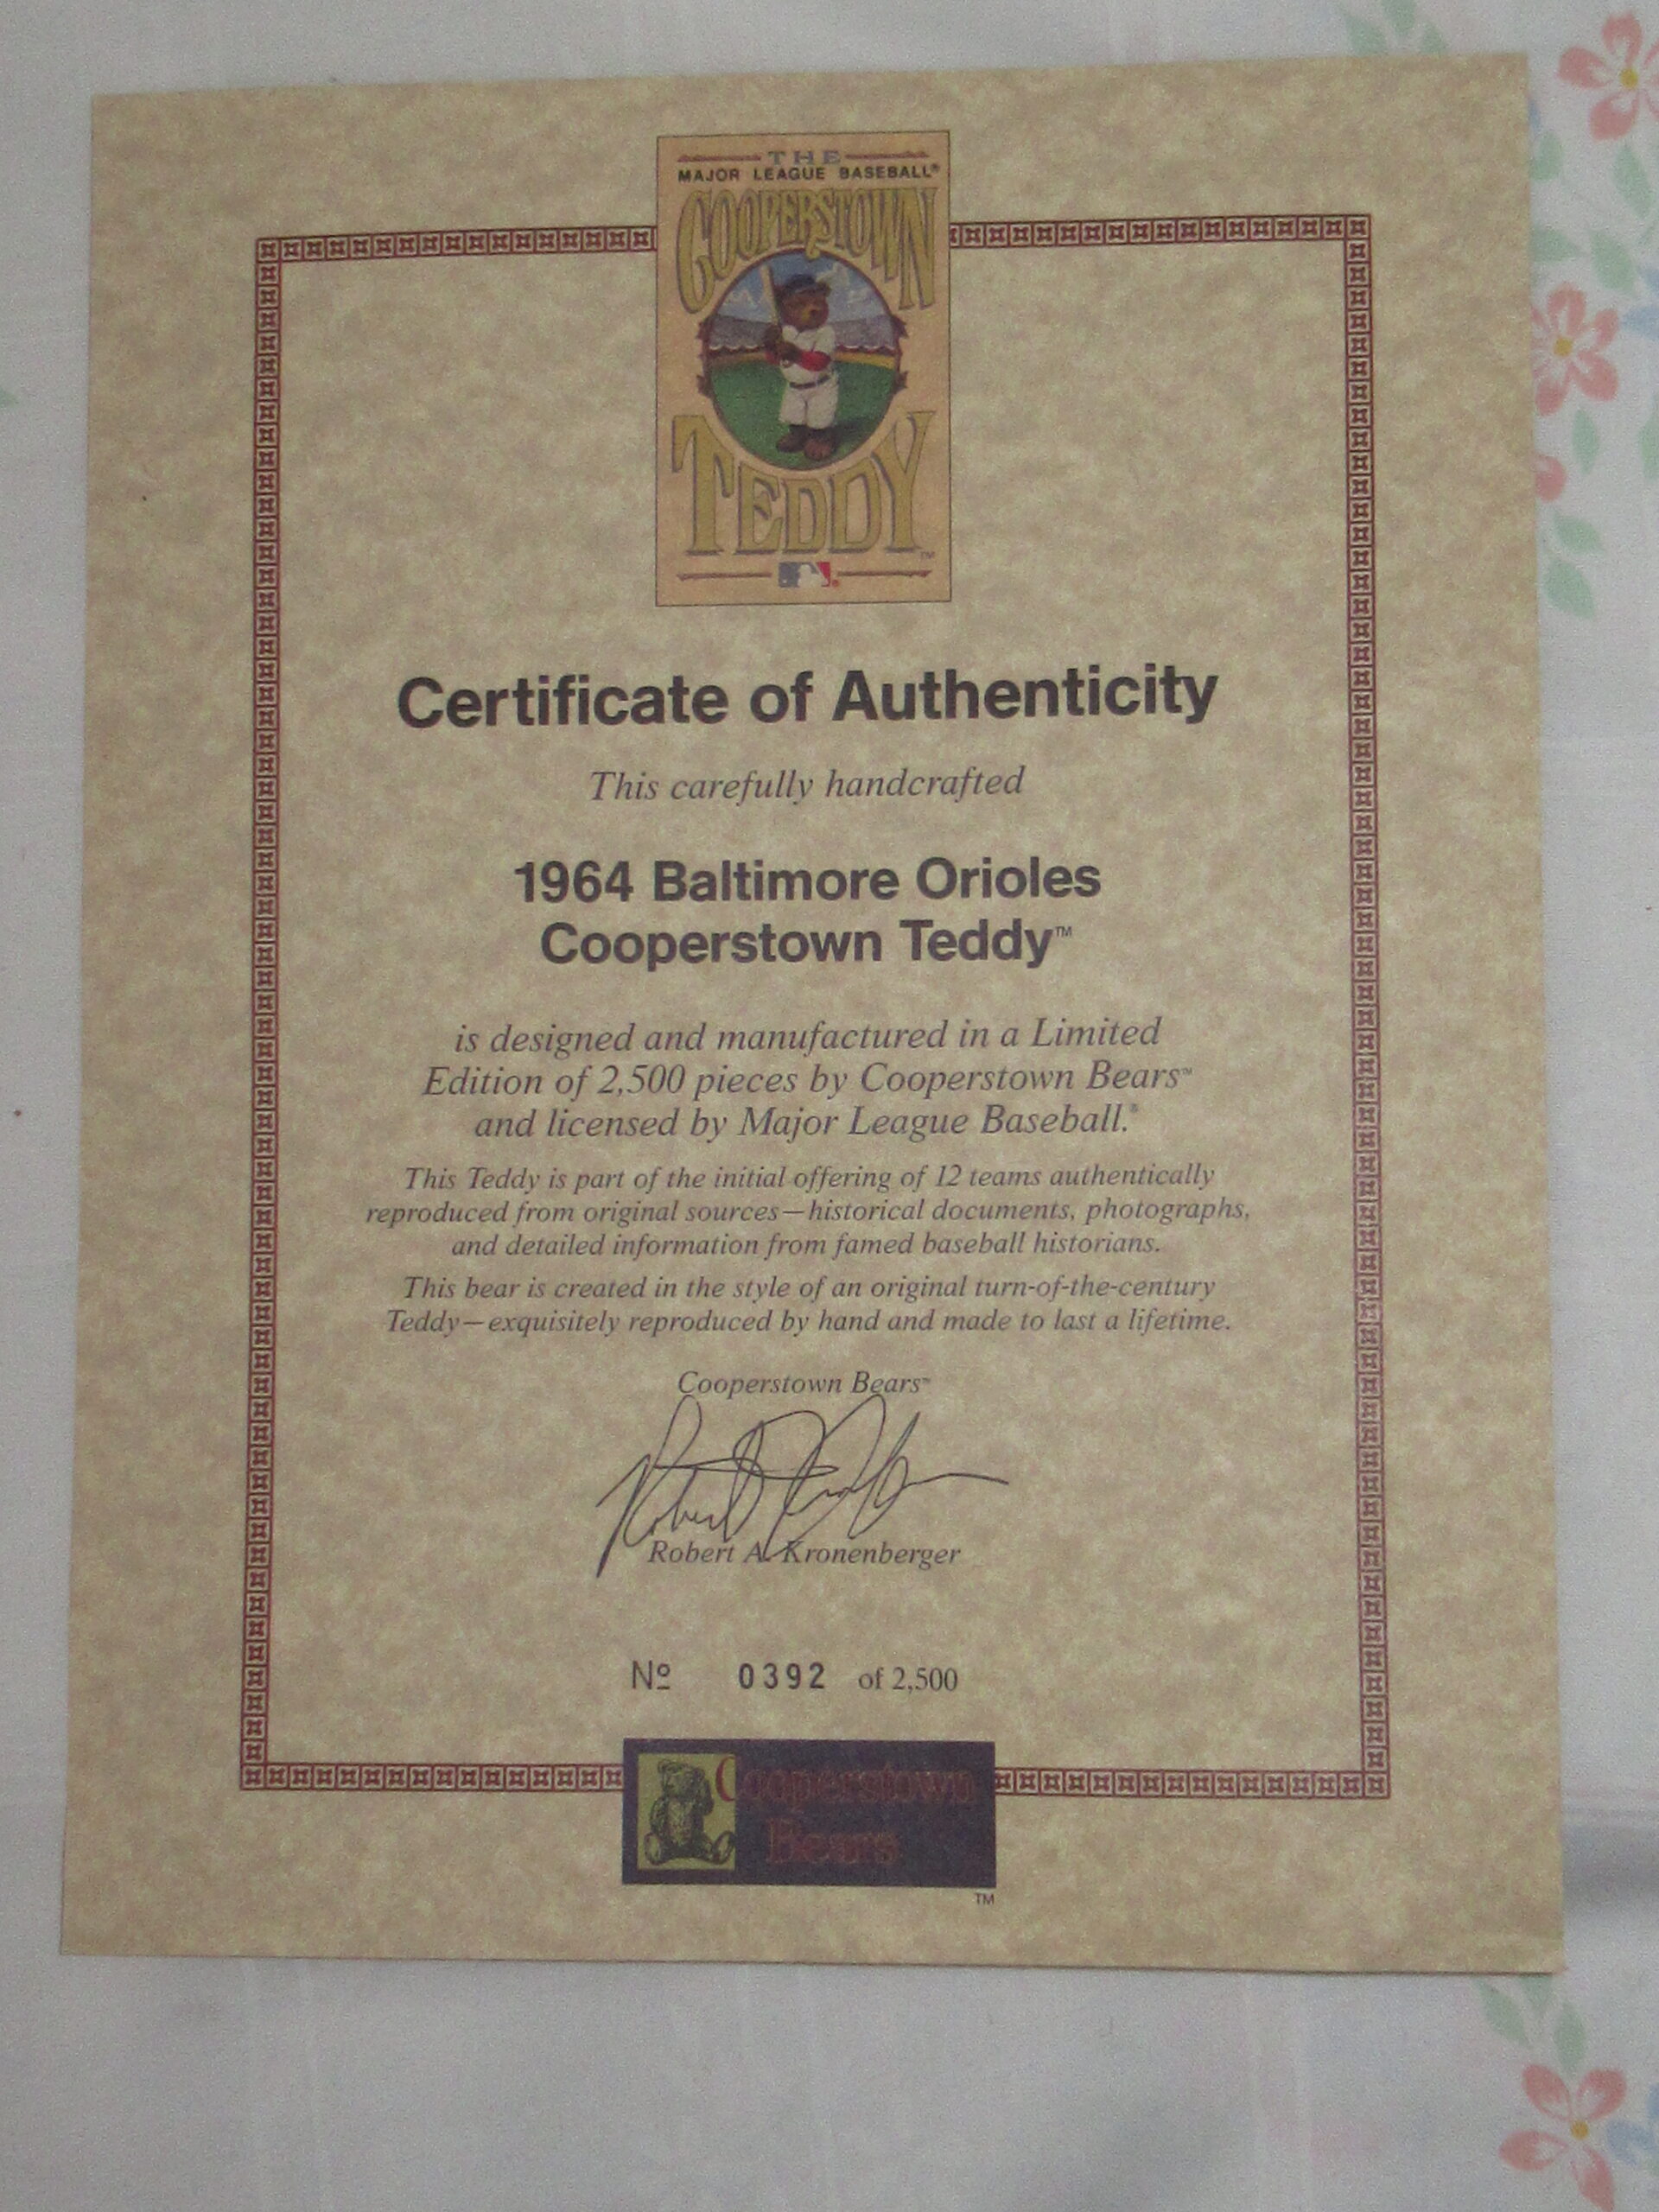 THE
MAJOR LEAGUE BASEBALL®
COOPERSTOWN
TEDDY™
Certificate of Authenticity
This carefully handcrafted
1964 Baltimore Orioles
Cooperstown Teddy™
is designed and manufactured in a Limited
Edition of 2,500 pieces by Cooperstown Bears™
and licensed by Major League Baseball.®
This Teddy is part of the initial offering of 12 teams authentically
reproduced from original sources—historical documents, photographs,
and detailed information from famed baseball historians.
This bear is created in the style of an original turn-of-the-century
Teddy—exquisitely reproduced by hand and made to last a lifetime.
Cooperstown Bears™
Robert A. Kronenberger
Nº 0392 of 2,500
Cooperstown
Bears
TM